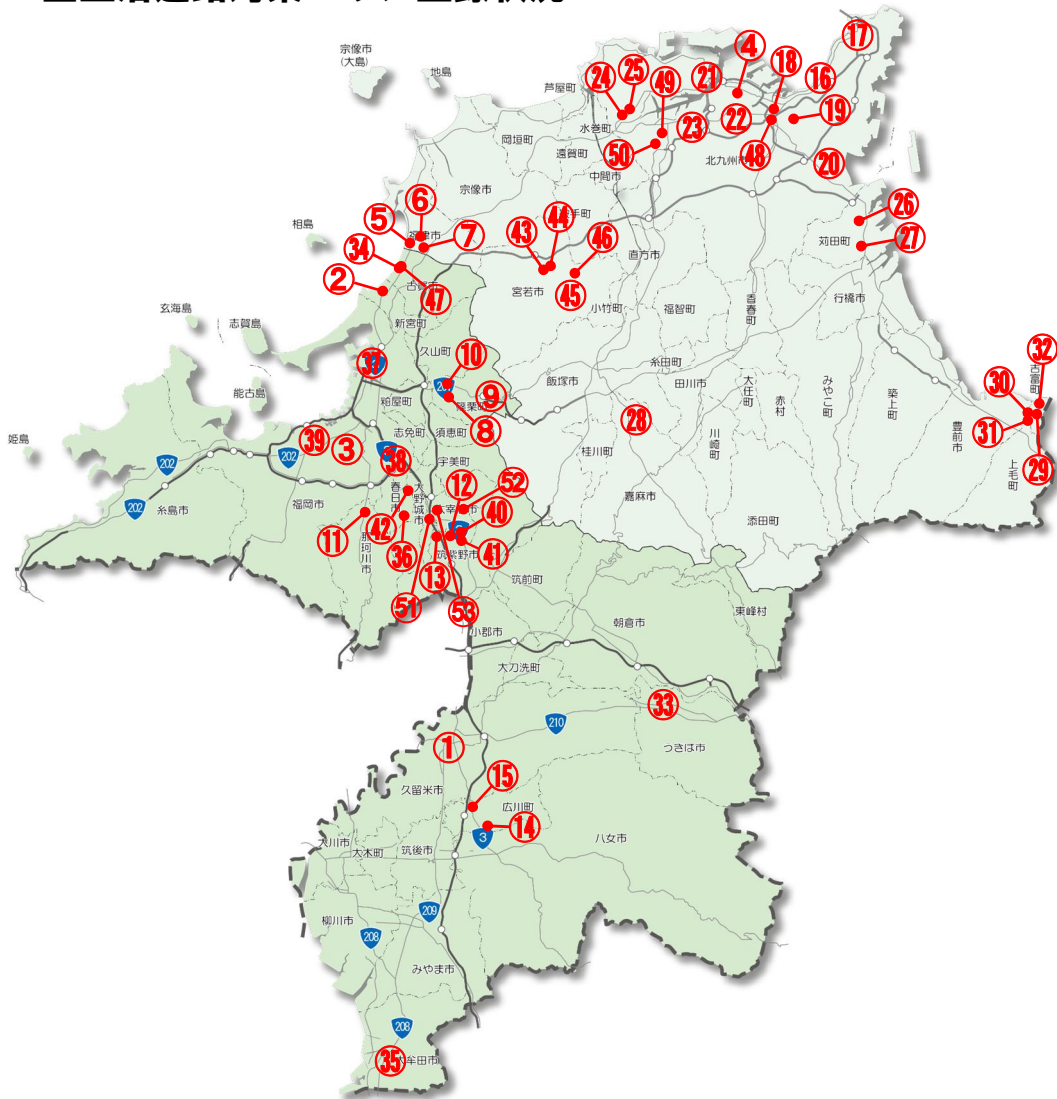 宗像市
(大島)
地島
芦屋町
④
⑰
㉔
㉕
㊾
㉑
⑱
⑯
水巻町
岡垣町
遠賀町
㊿
㉓
㉒
⑲
㊽
中間市
北九州市
⑳
宗像市
⑥
⑤
相島
⑦
福津市
㊸
㊹
㊻
㉖
苅田町
㉗
㉞
②
㊼
古賀市
宮若市
㊺
直方市
小竹町
福智町
香春町
行橋市
玄海島
志賀島
新宮町
久山町
㊲
⑩
能古島
粕屋町
篠栗町
⑨
⑧
飯塚市
糸田町
田川市
大任町
赤村
みやこ町
築上町
㉜
㉚
吉富町
㉛
㉙
豊前市
上毛町
姫島
㊴
③
志免町
須恵町
㊳
宇美町
㉘
桂川町
川崎町
嘉麻市
添田町
202
202
202
糸島市
福岡市
春日市
大野城市
⑫
52
⑪
㊷
㊱
㊵
㊶
那珂川市
筑紫野市
⑬
51
53
筑前町
小郡市
朝倉市
東峰村
大刀洗町
㉝
210
うきは市
①
⑮
久留米市
広川町
⑭
3
八女市
大川市
大木町
筑後市
柳川市
209
208
みやま市
208
㉟
大牟田市